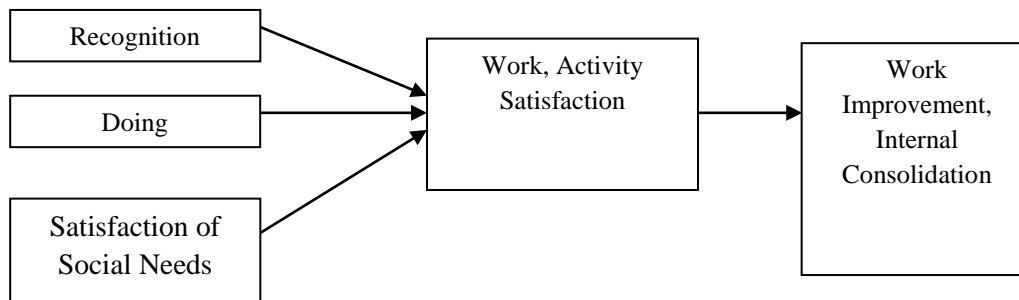 Recognition
Doing
Satisfaction of
Social Needs
Work, Activity
Satisfaction
Work
Improvement,
Internal
Consolidation